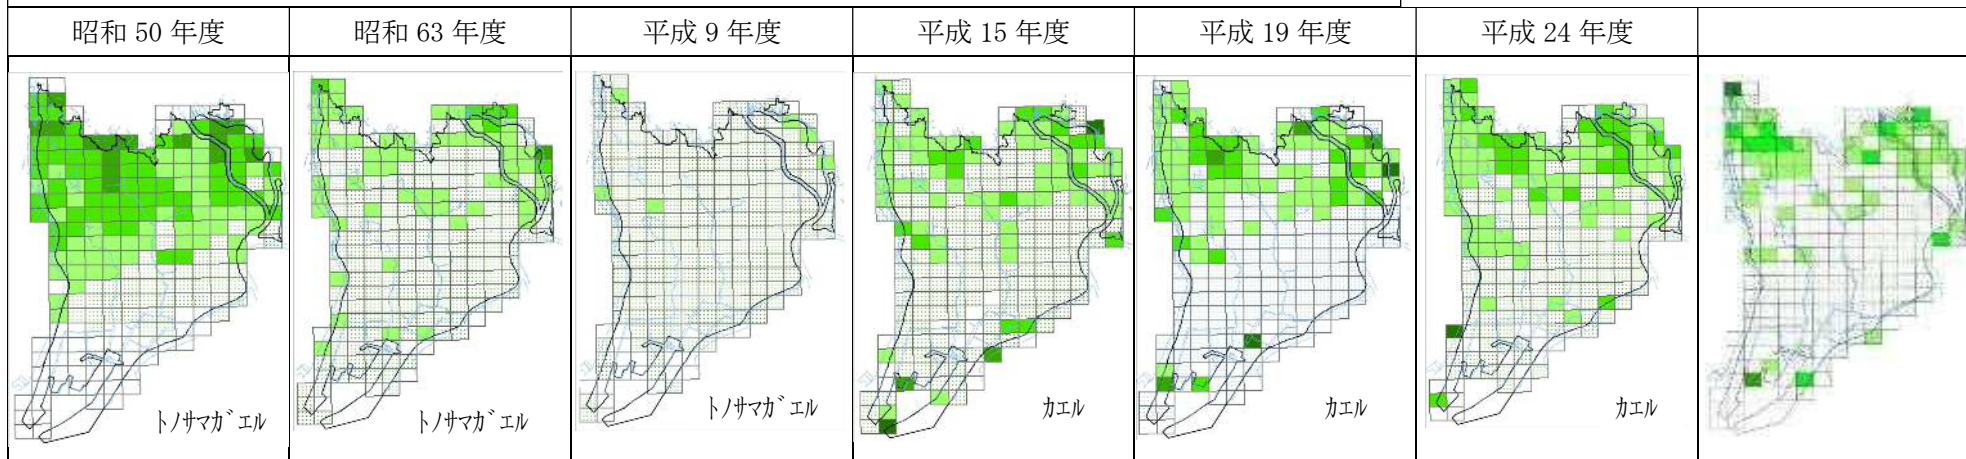 昭和 50 年度
昭和 63 年度
平成 9 年度
平成 15 年度
平成 19 年度
平成 24 年度
トノサマガエル
トノサマガエル
トノサマガエル
カエル
カエル
カエル